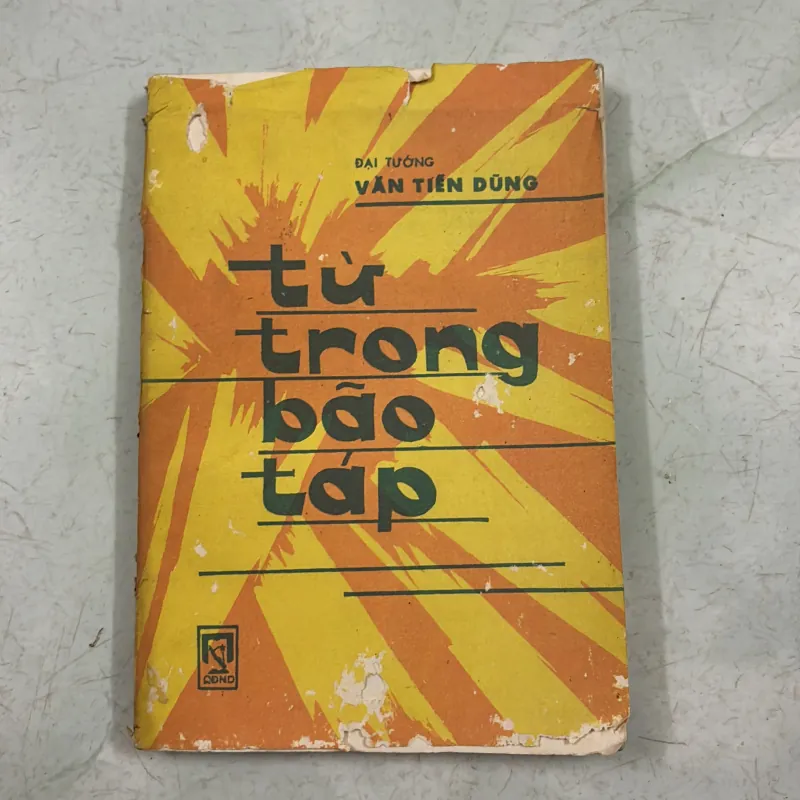 ĐẠI TƯỚNG
VĂN TIẾN DŨNG
từ
trong
bão
táp
QĐND